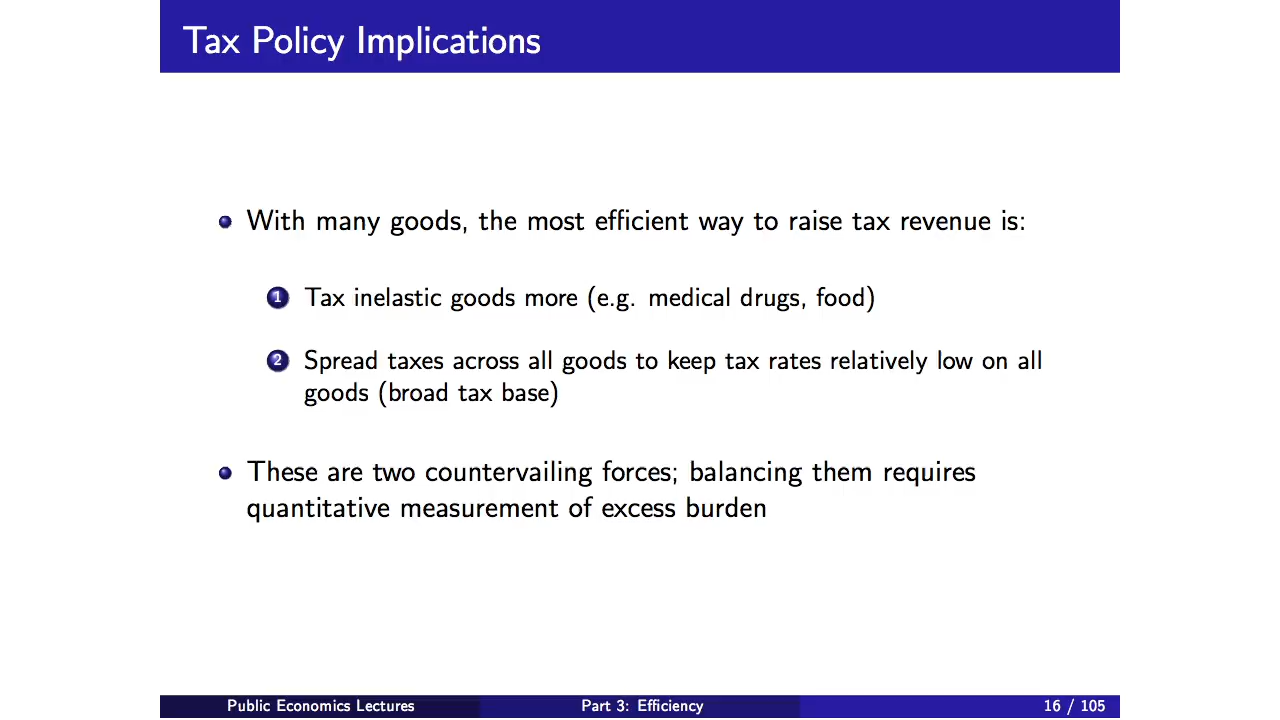 Tax Policy Implications
With many goods, the most efficient way to raise tax revenue is:
1 Tax inelastic goods more (e.g. medical drugs, food)
2 Spread taxes across all goods to keep tax rates relatively low on all
goods (broad tax base)
These are two countervailing forces; balancing them requires
quantitative measurement of excess burden
Public Economics Lectures Part 3: Efficiency 16 / 105